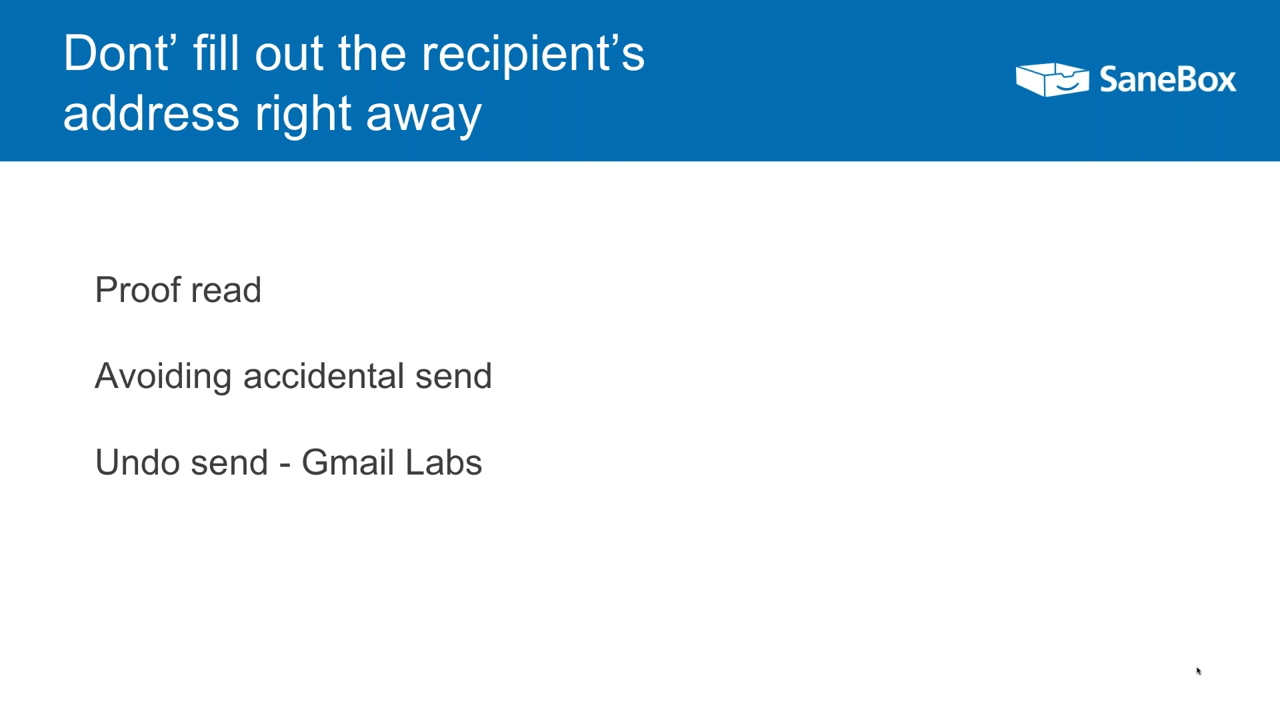 Dont’ fill out the recipient’s
address right away
SaneBox
Proof read
Avoiding accidental send
Undo send - Gmail Labs